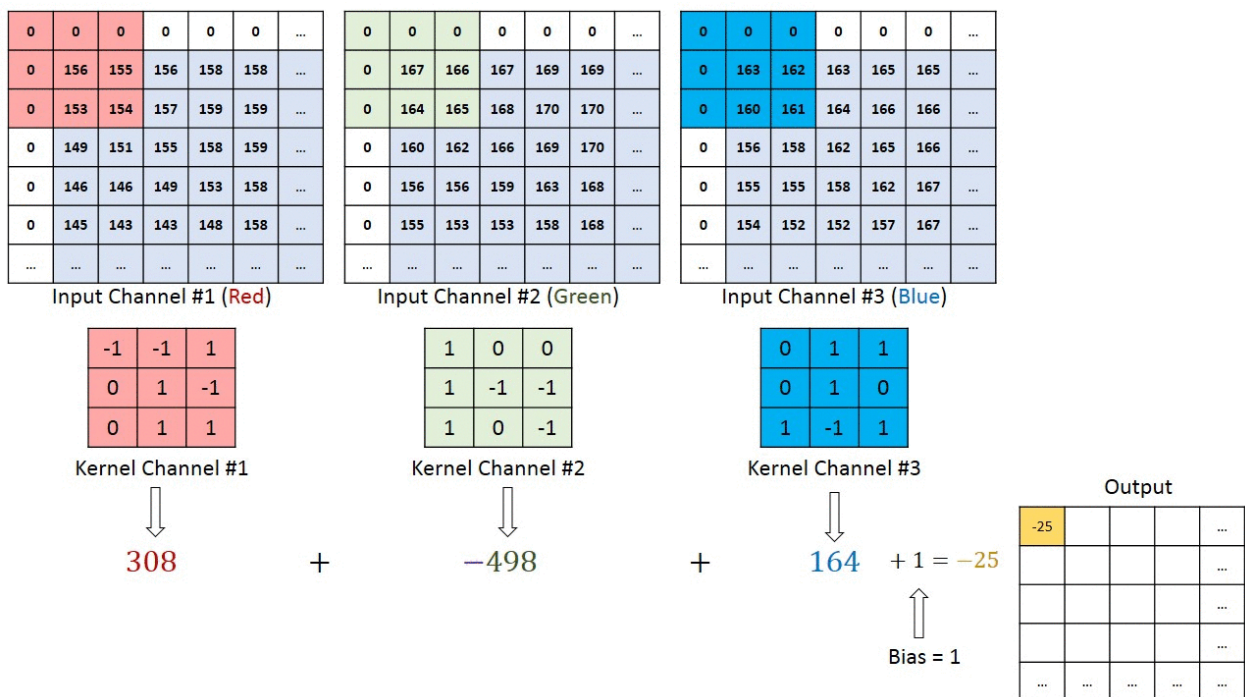 0 0 0 0 0 0 ...
0 156 155 156 158 158 ...
0 153 154 157 159 159 ...
0 149 151 155 158 159 ...
0 146 146 149 153 158 ...
0 145 143 143 148 158 ...
... ... ... ... ... ... ...
Input Channel #1 (Red)
0 0 0 0 0 0 ...
0 167 166 167 169 169 ...
0 164 165 168 170 170 ...
0 160 162 166 169 170 ...
0 156 156 159 163 168 ...
0 155 153 153 158 168 ...
... ... ... ... ... ... ...
Input Channel #2 (Green)
0 0 0 0 0 0 ...
0 163 162 163 165 165 ...
0 160 161 164 166 166 ...
0 156 158 162 165 166 ...
0 155 155 158 162 167 ...
0 154 152 152 157 167 ...
... ... ... ... ... ... ...
Input Channel #3 (Blue)
-1 -1 1
0 1 -1
0 1 1
Kernel Channel #1
1 0 0
1 -1 -1
1 0 -1
Kernel Channel #2
0 1 1
0 1 0
1 -1 1
Kernel Channel #3
308 + −498 + 164 + 1 = −25
Bias = 1
Output
-25 ...
...
...
...
... ... ... ... ...